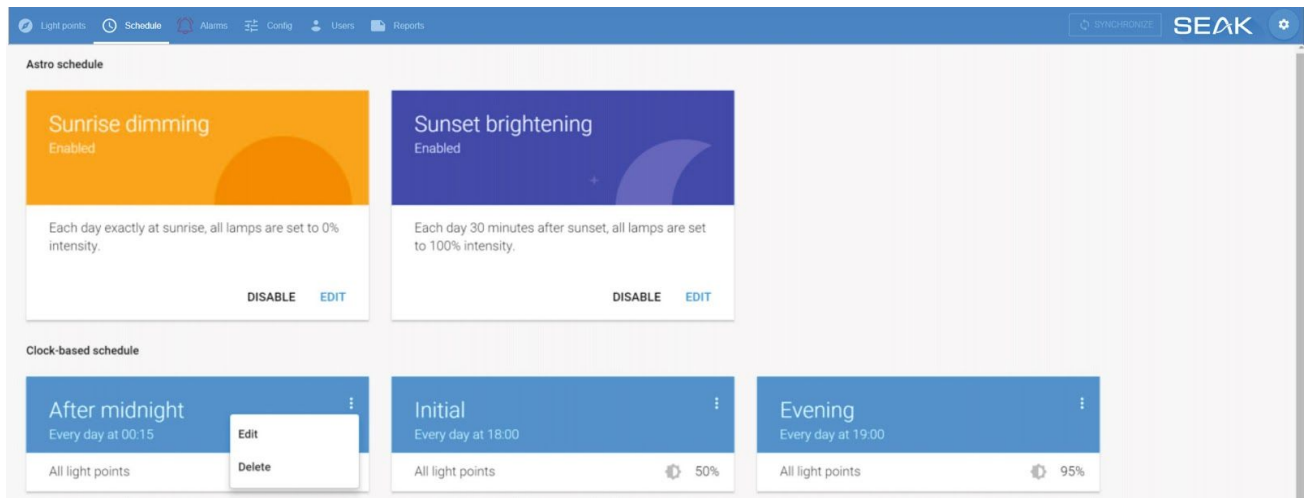 Light points Schedule Alarms Config Users Reports SYNCHRONIZE SEAK
Astro schedule
Sunrise dimming
Enabled
Each day exactly at sunrise, all lamps are set to 0%
intensity.
DISABLE EDIT
Sunset brightening
Enabled
Each day 30 minutes after sunset, all lamps are set
to 100% intensity.
DISABLE EDIT
Clock-based schedule
After midnight
Every day at 00:15
All light points
Edit
Delete
Initial
Every day at 18:00
All light points 50%
Evening
Every day at 19:00
All light points 95%